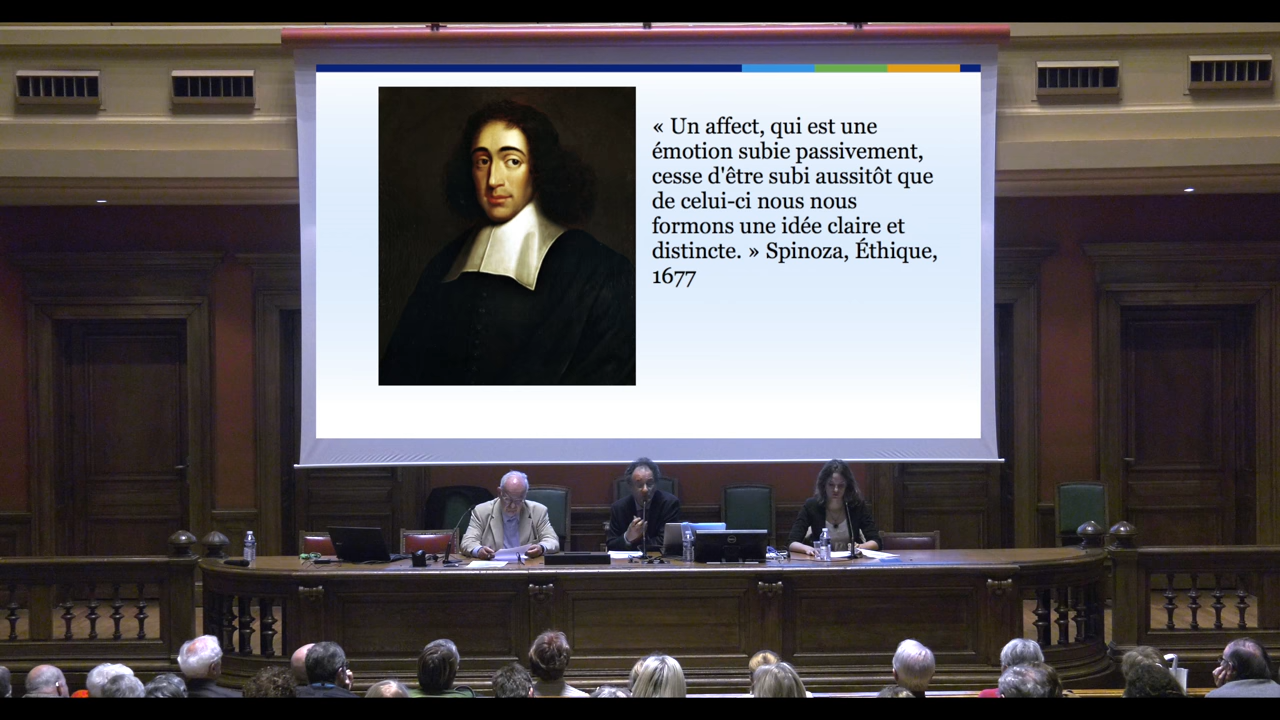 « Un affect, qui est une
émotion subie passivement,
cesse d'être subi aussitôt que
de celui-ci nous nous
formons une idée claire et
distincte. » Spinoza, Éthique,
1677